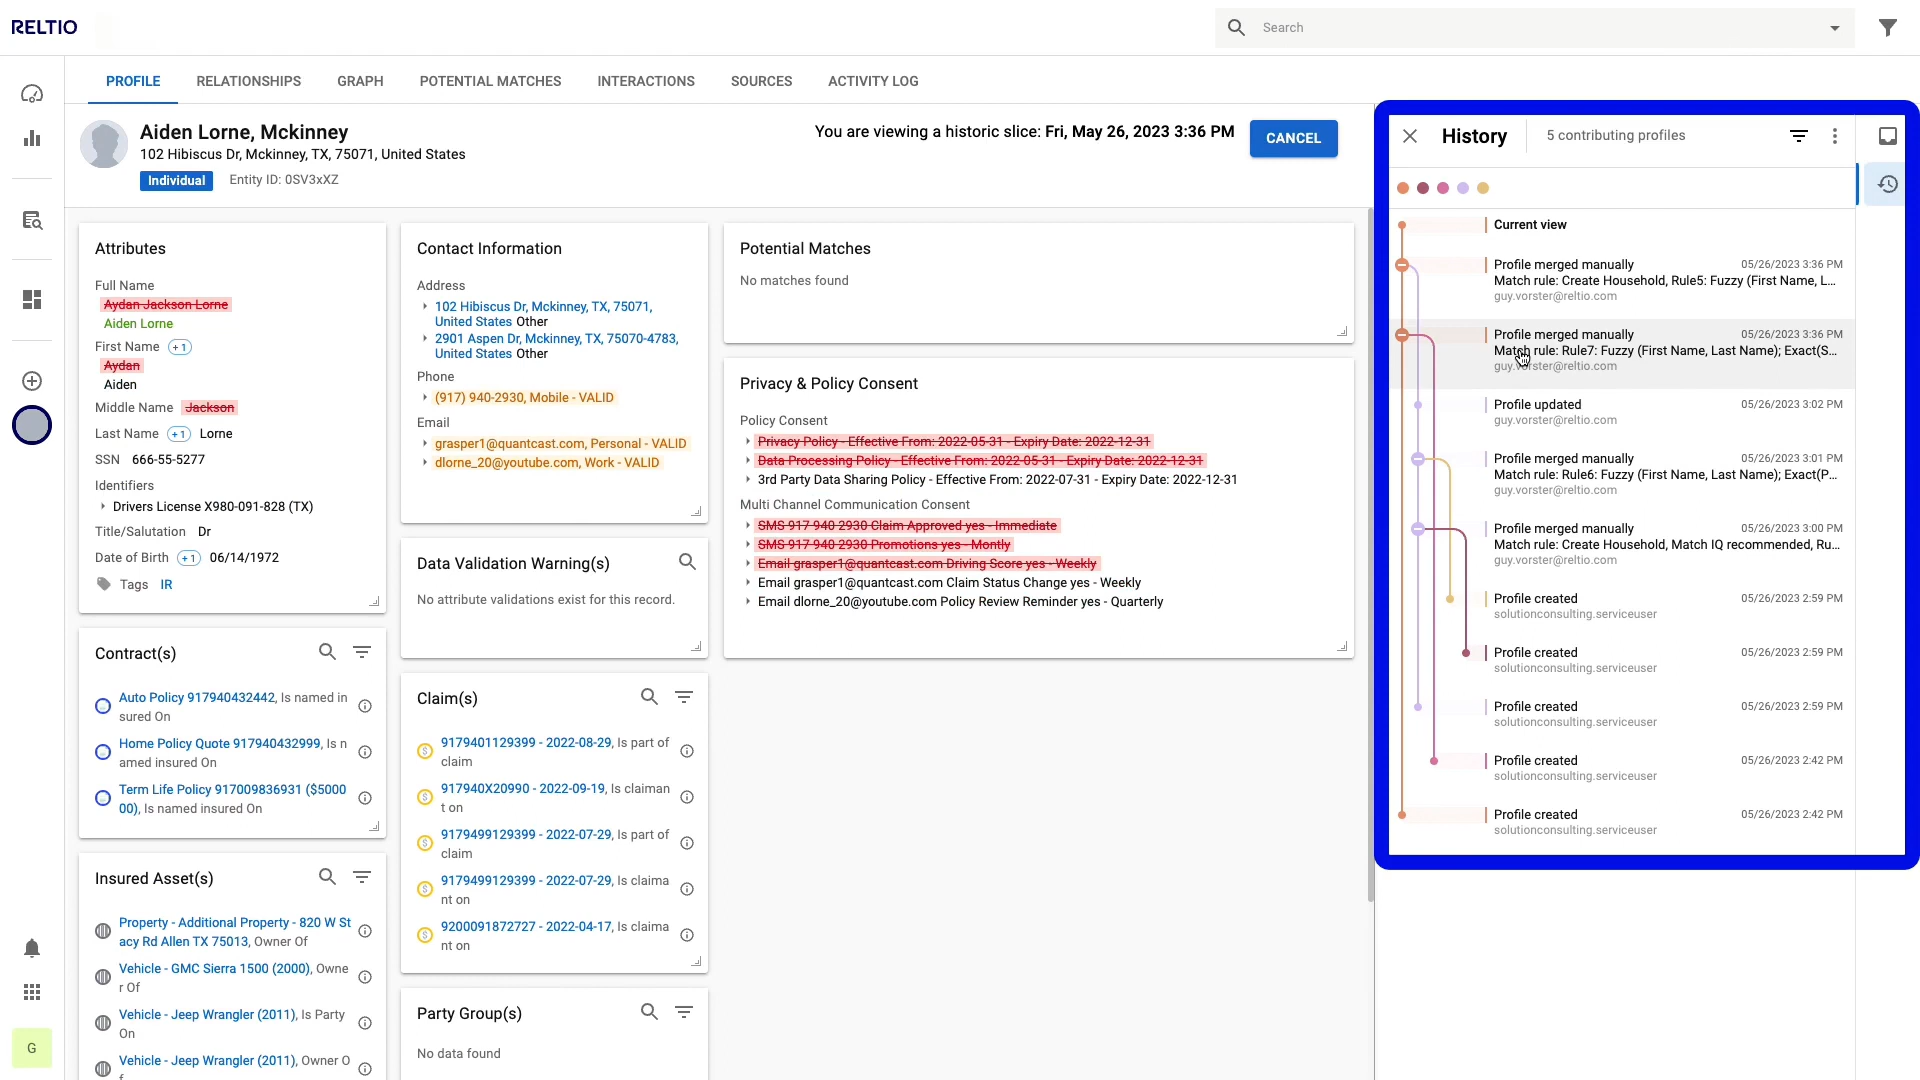 RELTIO
Search
PROFILE
RELATIONSHIPS
GRAPH
POTENTIAL MATCHES
INTERACTIONS
SOURCES
ACTIVITY LOG
Aiden Lorne, Mckinney
102 Hibiscus Dr, Mckinney, TX, 75071, United States
Individual
Entity ID: 0SV3xXZ
You are viewing a historic slice: Fri, May 26, 2023 3:36 PM
CANCEL
Attributes
Full Name
Aydan Jackson Lorne
Aiden Lorne
First Name +1
Aydan
Aiden
Middle Name Jackson
Last Name +1 Lorne
SSN 666-55-5277
Identifiers
Drivers License X980-091-828 (TX)
Title/Salutation Dr
Date of Birth +1 06/14/1972
Tags IR
Contract(s)
Auto Policy 917940432442, Is named in
sured On
Home Policy Quote 917940432999, Is n
amed insured On
Term Life Policy 917009836931 ($5000
00), Is named insured On
Insured Asset(s)
Property - Additional Property - 820 W St
acy Rd Allen TX 75013, Owner Of
Vehicle - GMC Sierra 1500 (2000), Owne
r Of
Vehicle - Jeep Wrangler (2011), Is Party
On
Vehicle - Jeep Wrangler (2011), Owner O
f
Contact Information
Address
102 Hibiscus Dr, Mckinney, TX, 75071,
United States Other
2901 Aspen Dr, Mckinney, TX, 75070-4783,
United States Other
Phone
(917) 940-2930, Mobile - VALID
Email
grasper1@quantcast.com, Personal - VALID
dlorne_20@youtube.com, Work - VALID
Data Validation Warning(s)
No attribute validations exist for this record.
Claim(s)
9179401129399 - 2022-08-29, Is part of
claim
917940X20990 - 2022-09-19, Is claiman
t on
9179499129399 - 2022-07-29, Is part of
claim
9179499129399 - 2022-07-29, Is claima
nt on
9200091872727 - 2022-04-17, Is claima
nt on
Party Group(s)
No data found
Potential Matches
No matches found
Privacy & Policy Consent
Policy Consent
Privacy Policy - Effective From: 2022-05-31 - Expiry Date: 2022-12-31
Data Processing Policy - Effective From: 2022-05-31 - Expiry Date: 2022-12-31
3rd Party Data Sharing Policy - Effective From: 2022-07-31 - Expiry Date: 2022-12-31
Multi Channel Communication Consent
SMS 917 940 2930 Claim Approved yes - Immediate
SMS 917 940 2930 Promotions yes - Montly
Email grasper1@quantcast.com Driving Score yes - Weekly
Email grasper1@quantcast.com Claim Status Change yes - Weekly
Email dlorne_20@youtube.com Policy Review Reminder yes - Quarterly
History
5 contributing profiles
Current view
Profile merged manually 05/26/2023 3:36 PM
Match rule: Create Household, Rule5: Fuzzy (First Name, L...
guy.vorster@reltio.com
Profile merged manually 05/26/2023 3:36 PM
Match rule: Rule7: Fuzzy (First Name, Last Name); Exact(S...
guy.vorster@reltio.com
Profile updated 05/26/2023 3:02 PM
guy.vorster@reltio.com
Profile merged manually 05/26/2023 3:01 PM
Match rule: Rule6: Fuzzy (First Name, Last Name); Exact(P...
guy.vorster@reltio.com
Profile merged manually 05/26/2023 3:00 PM
Match rule: Create Household, Match IQ recommended, Ru...
guy.vorster@reltio.com
Profile created 05/26/2023 2:59 PM
solutionconsulting.serviceuser
Profile created 05/26/2023 2:59 PM
solutionconsulting.serviceuser
Profile created 05/26/2023 2:59 PM
solutionconsulting.serviceuser
Profile created 05/26/2023 2:42 PM
solutionconsulting.serviceuser
Profile created 05/26/2023 2:42 PM
solutionconsulting.serviceuser
G